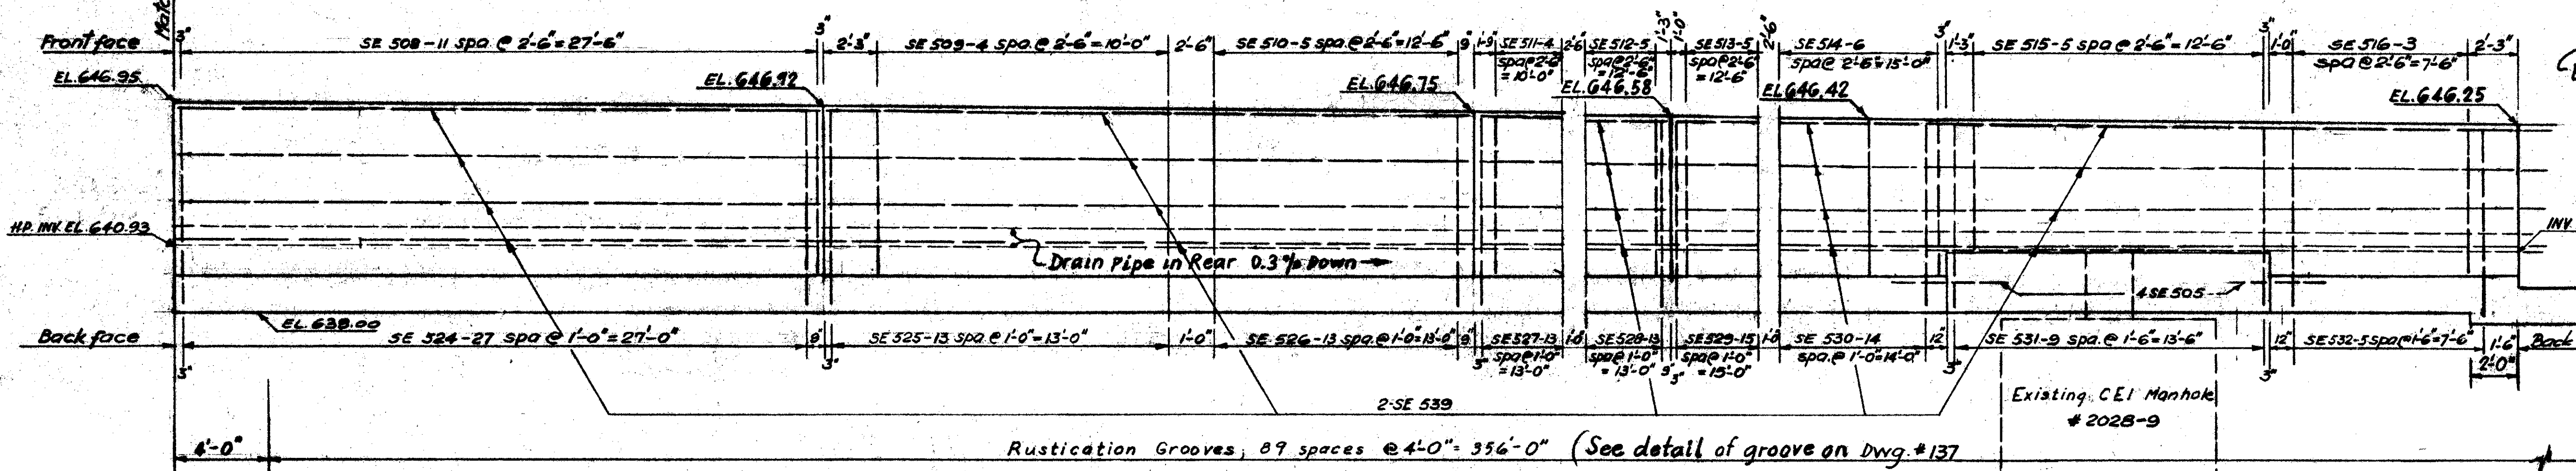 Front face
3"
SE 508-11 spa @ 2'-6"= 27'-6"
3"
2'-3"
SE 509-4 spa. @ 2'-6"= 10'-0"
2'-6"
SE 510-5 spa. @ 2'-6"= 12'-6"
9"
1'-9"
SE 511-4
spa@2'-6"
= 10'-0"
2'-6"
SE 512-5
spa@2'-6"
= 12'-6"
1'-3"
1'-0"
SE 513-5
spa@2'-6"
= 12'-6"
2'-6"
SE 514-6
spa@ 2'-6"= 15'-0"
3"
1'-3"
SE 515-5 spa @ 2'-6"= 12'-6"
3"
1'-0"
SE 516-3
spa @ 2'-6"= 7'-6"
2'-3"
EL. 646.95
EL. 646.92
EL. 646.75
EL. 646.58
EL 646.42
EL. 646.25
H.P. INV. EL. 640.93
INV
Drain Pipe in Rear 0.3% Down
4 SE 505
EL. 638.00
Back face
3"
SE 524-27 spa @ 1'-0"= 27'-0"
9"
3"
SE 525-13 spa. @ 1'-0"= 13'-0"
1'-0"
SE 526-13 spa. @ 1'-0"= 13'-0"
9"
3"
SE 527-13
spa@ 1'-0"
= 13'-0"
1'-0"
SE 528-13
spa@ 1'-0"
= 13'-0"
9"
3"
SE 529-15
spa@ 1'-0"
= 15'-0"
1'-0"
SE 530-14
spa. @ 1'-0"= 14'-0"
12"
3"
SE 531-9 spa. @ 1'-6"= 13'-6"
3"
12"
SE 532-5 spa@1'-6"= 7'-6"
1'-6"
2'-0"
Back
2-SE 539
Existing CEI Manhole
# 2028-9
4'-0"
Rustication Grooves, 89 spaces @ 4'-0"= 356'-0" (See detail of groove on Dwg. #137